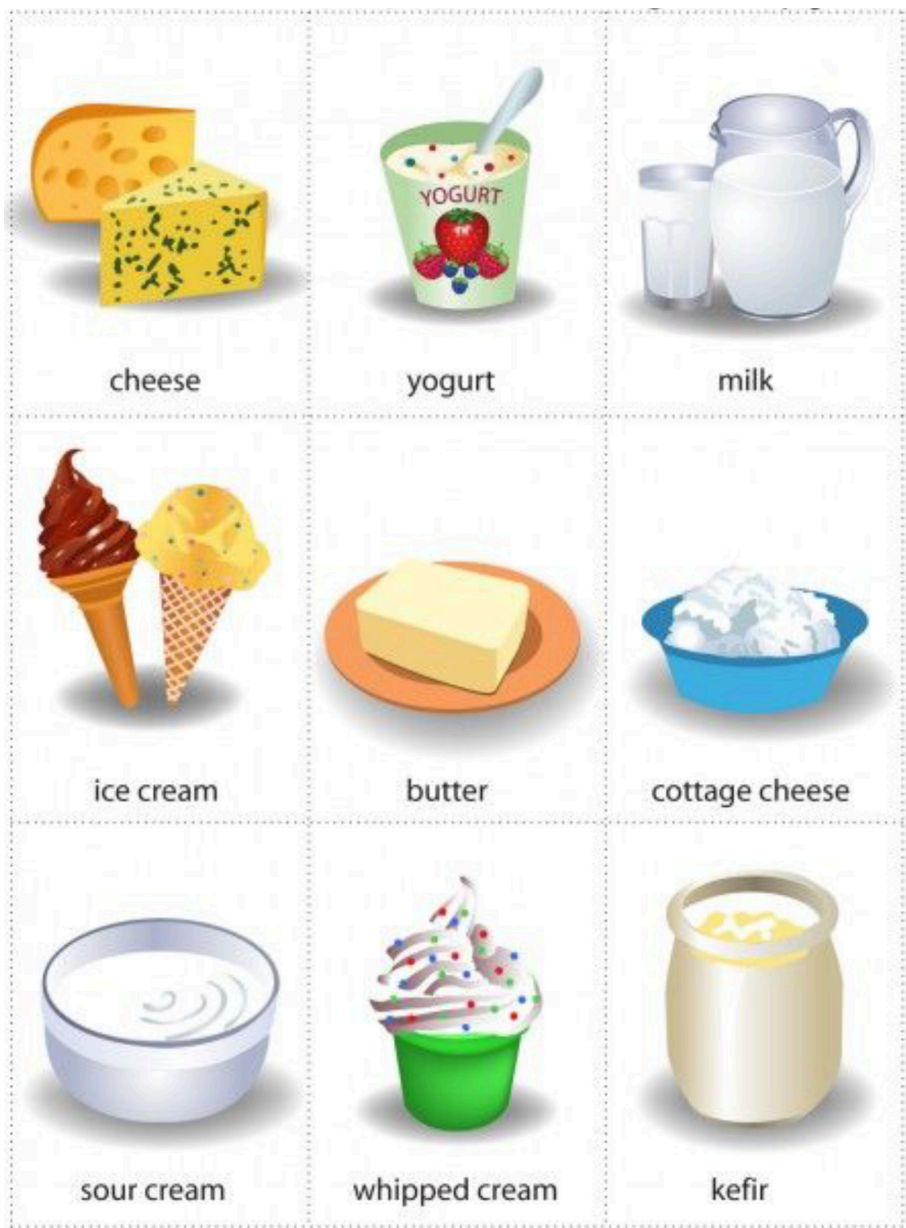 YOGURT
cheese
yogurt
milk
ice cream
butter
cottage cheese
sour cream
whipped cream
kefir